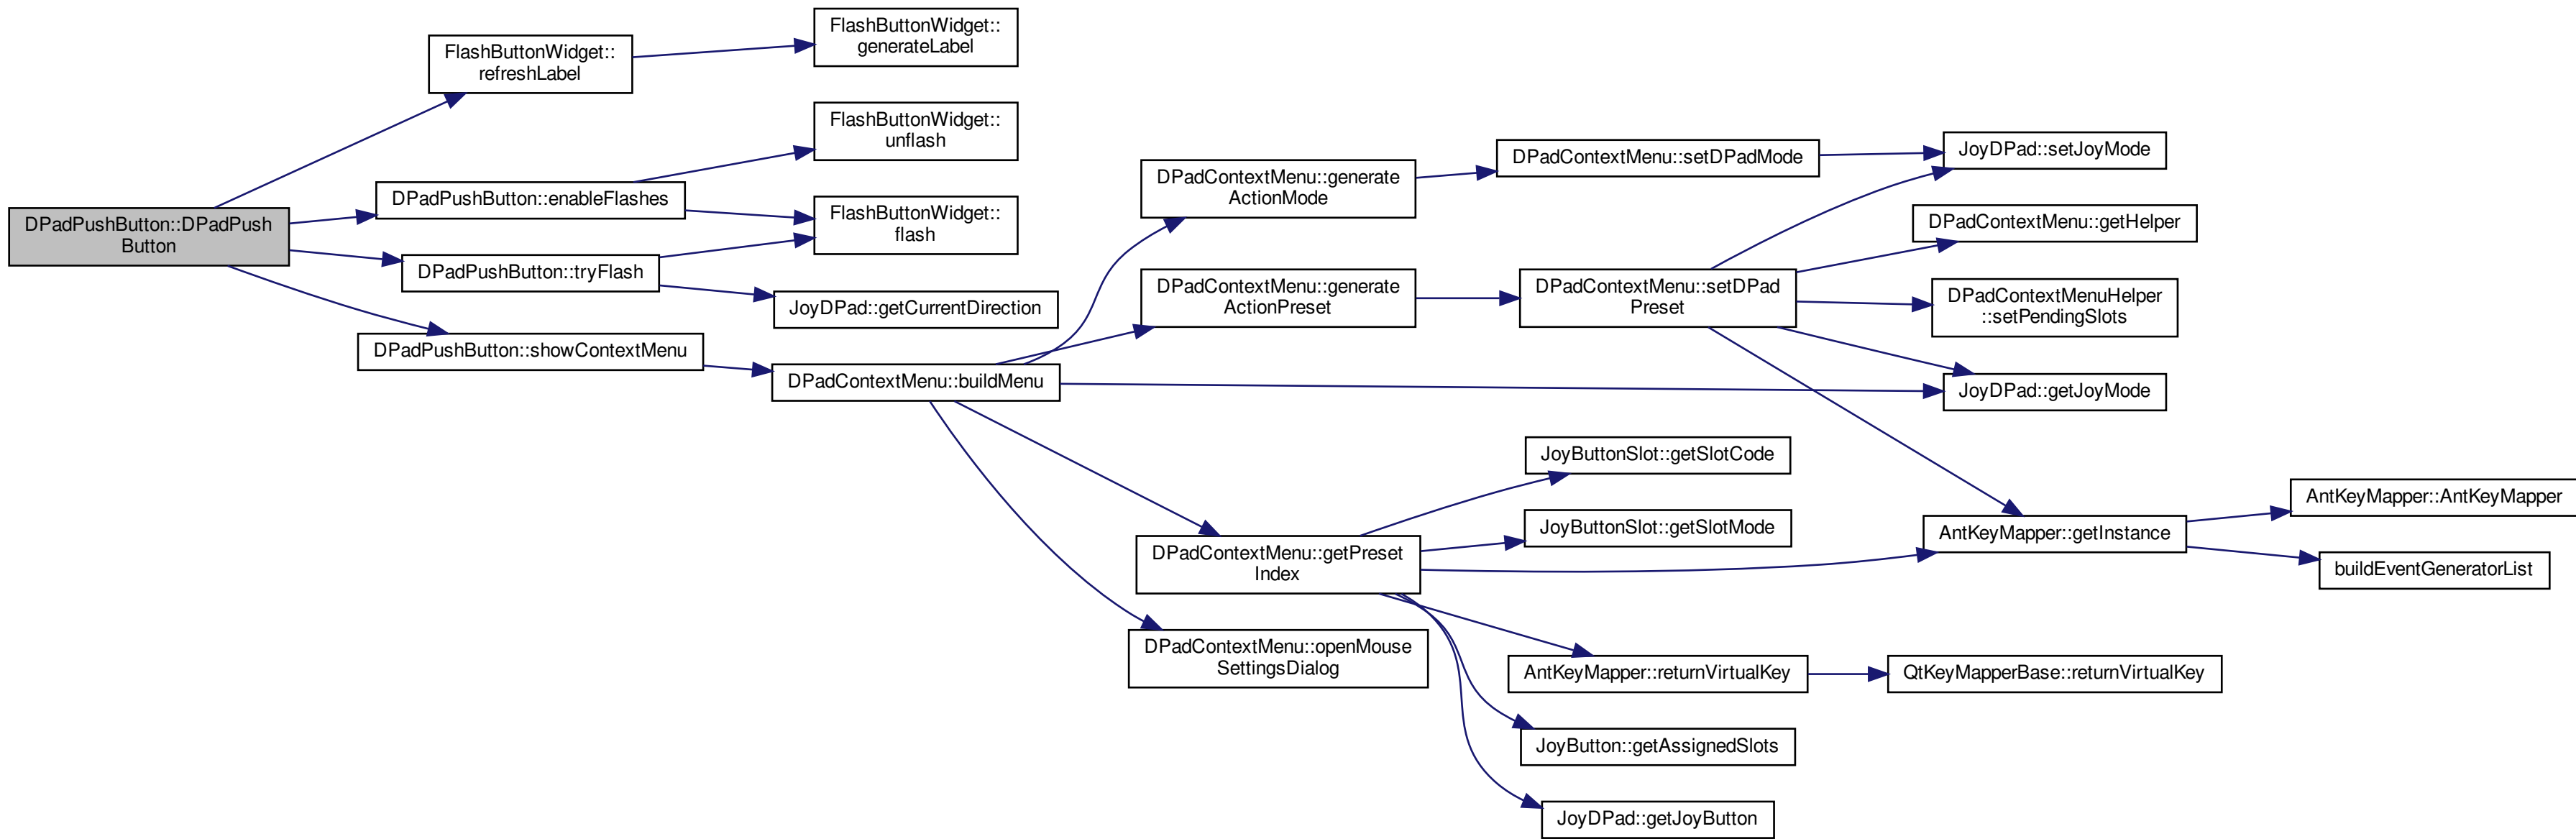 DPadPushButton::DPadPush
Button
FlashButtonWidget::
refreshLabel
FlashButtonWidget::
generateLabel
DPadPushButton::enableFlashes
FlashButtonWidget::
unflash
FlashButtonWidget::
flash
DPadPushButton::tryFlash
JoyDPad::getCurrentDirection
DPadPushButton::showContextMenu
DPadContextMenu::buildMenu
DPadContextMenu::generate
ActionMode
DPadContextMenu::setDPadMode
JoyDPad::setJoyMode
DPadContextMenu::generate
ActionPreset
DPadContextMenu::setDPad
Preset
DPadContextMenu::getHelper
DPadContextMenuHelper
::setPendingSlots
JoyDPad::getJoyMode
DPadContextMenu::getPreset
Index
JoyButtonSlot::getSlotCode
JoyButtonSlot::getSlotMode
AntKeyMapper::getInstance
AntKeyMapper::AntKeyMapper
buildEventGeneratorList
DPadContextMenu::openMouse
SettingsDialog
AntKeyMapper::returnVirtualKey
QtKeyMapperBase::returnVirtualKey
JoyButton::getAssignedSlots
JoyDPad::getJoyButton